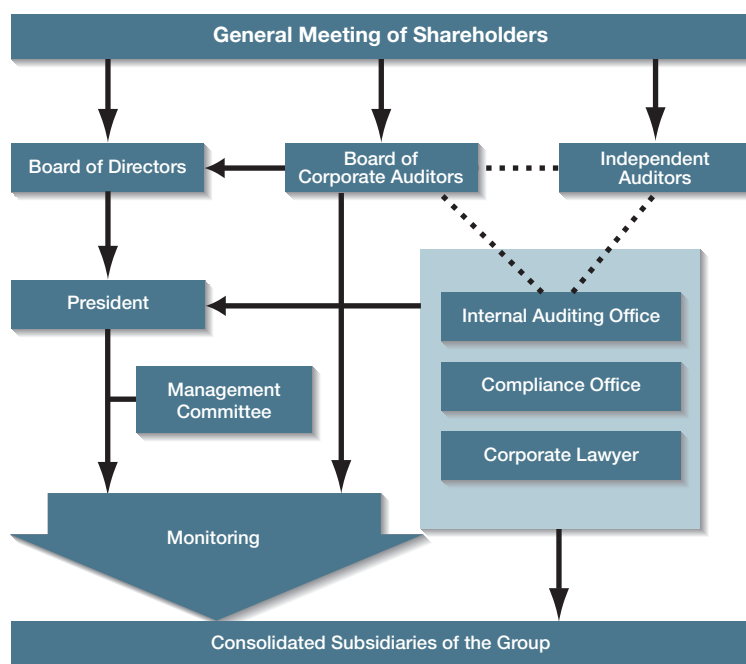 General Meeting of Shareholders
Board of Directors
Board of
Corporate Auditors
Independent
Auditors
President
Internal Auditing Office
Management
Committee
Compliance Office
Corporate Lawyer
Monitoring
Consolidated Subsidiaries of the Group